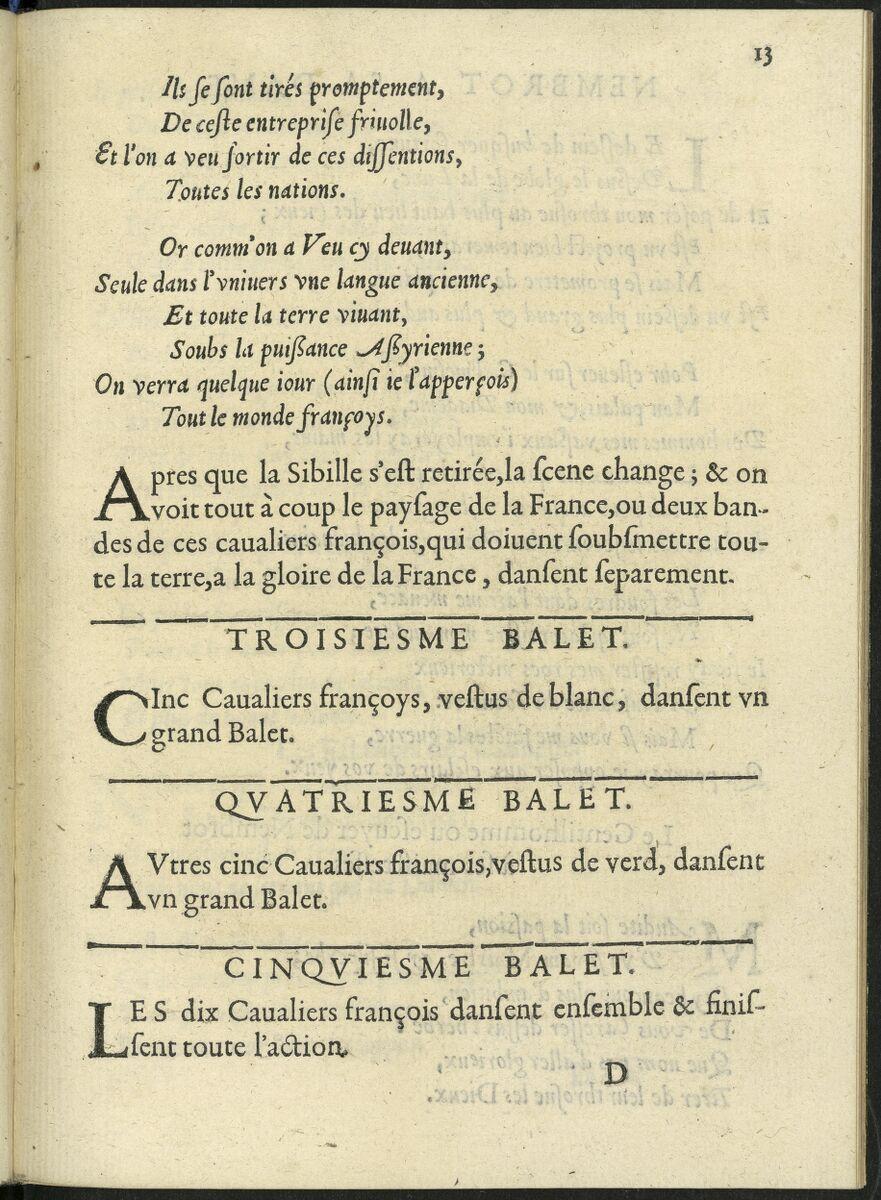 13
Ils se sont tirés promptement,
De ceste entreprise friuolle,
Et l'on a veu sortir de ces dissentions,
Toutes les nations.
Or comm'on a Veu cy deuant,
Seule dans l'vniuers vne langue ancienne,
Et toute la terre viuant,
Soubs la puißance Aßyrienne ;
On verra quelque iour (ainsi ie l'apperçois)
Tout le monde françoys.
Apres que la Sibille s'eſt retirée,la ſcene change ; & on
voit tout à coup le payſage de la France,ou deux ban-
des de ces caualiers françois,qui doiuent ſoubſmettre tou-
te la terre,a la gloire de la France , danſent ſeparement.
TROISIESME BALET.
CInc Caualiers françoys, veſtus de blanc, danſent vn
grand Balet.
QVATRIESME BALET.
AVtres cinc Caualiers françois,veſtus de verd, danſent
vn grand Balet.
CINQVIESME BALET.
LES dix Caualiers françois danſent enſemble & finiſ-
ſent toute l'action.
D